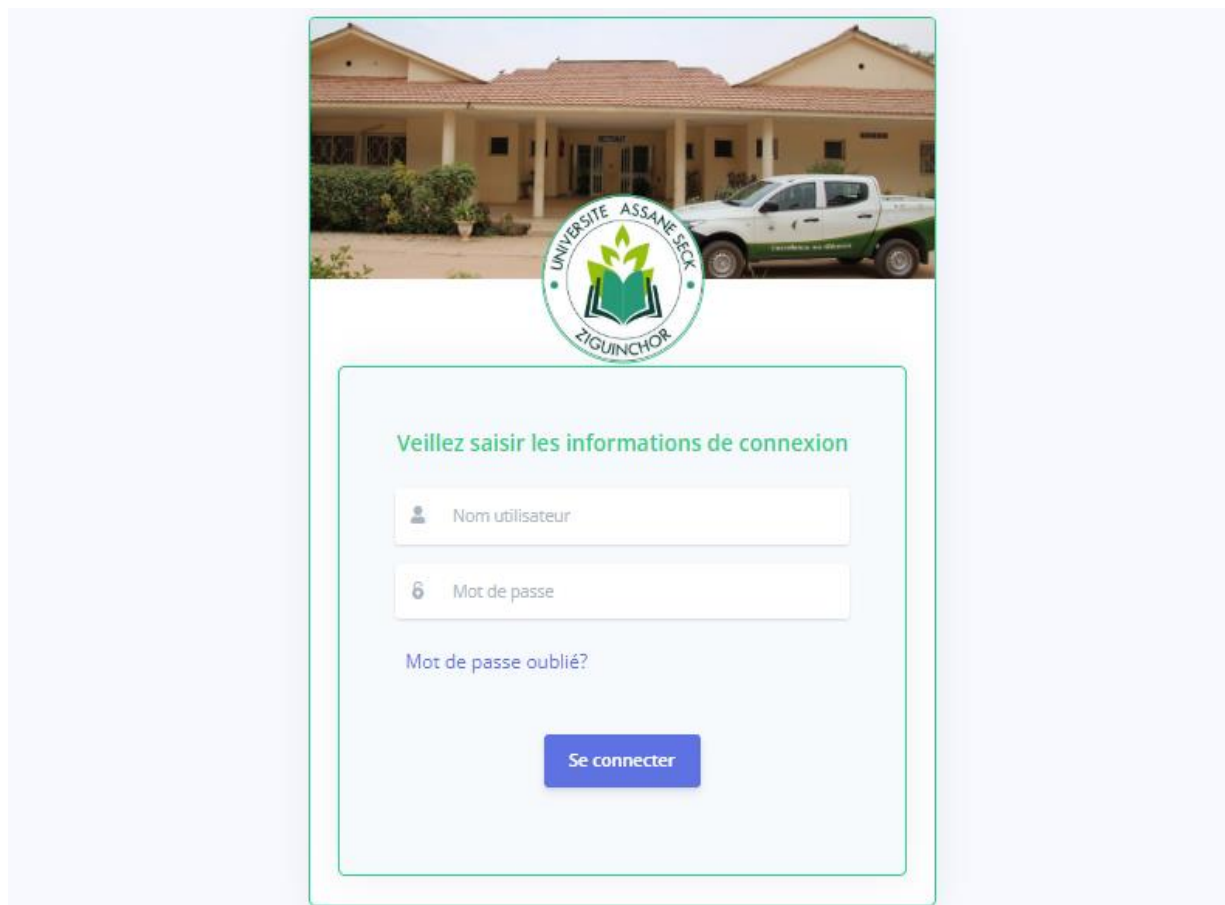 UNIVERSITE ASSANE SECK
ZIGUINCHOR
Veillez saisir les informations de connexion
Nom utilisateur
Mot de passe
Mot de passe oublié?
Se connecter